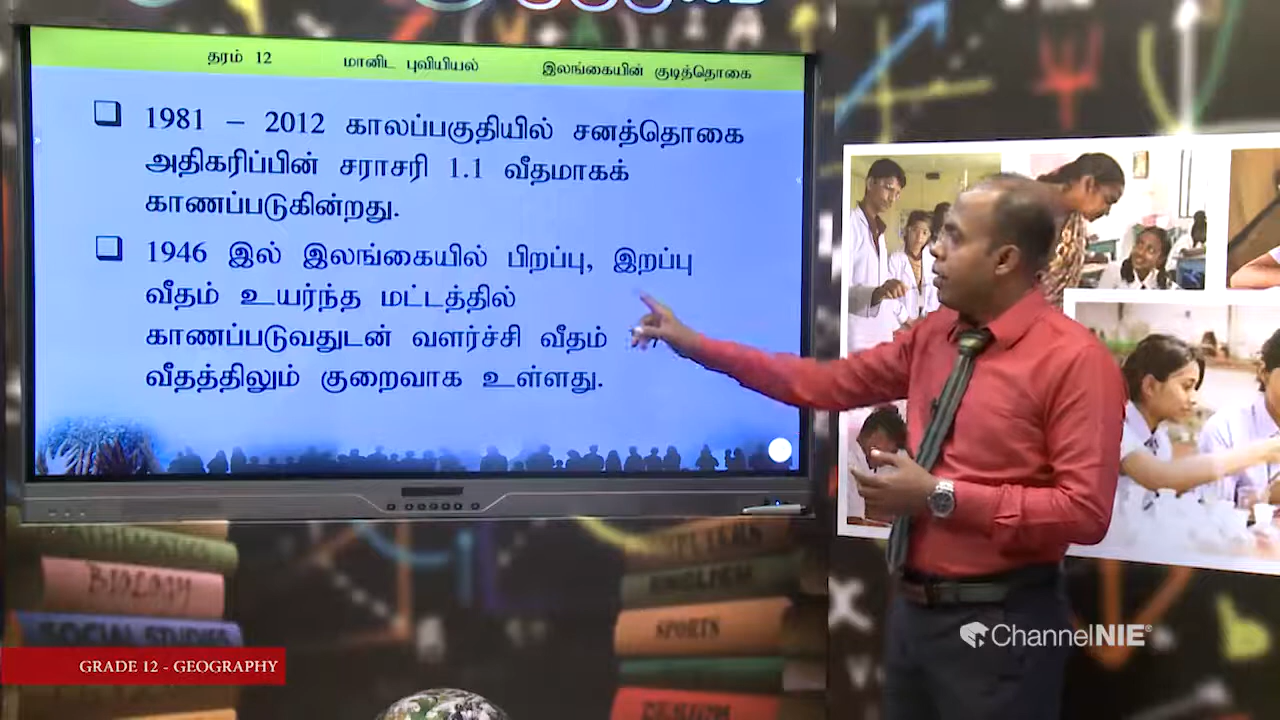 தரம் 12 மானிட புவியியல் இலங்கையின் குடித்தொகை
1981 – 2012 காலப்பகுதியில் சனத்தொகை
அதிகரிப்பின் சராசரி 1.1 வீதமாகக்
காணப்படுகின்றது.
1946 இல் இலங்கையில் பிறப்பு, இறப்பு
வீதம் உயர்ந்த மட்டத்தில்
காணப்படுவதுடன் வளர்ச்சி வீதம்
வீதத்திலும் குறைவாக உள்ளது.
MATHEMATICS
BIOLOGY
SOCIAL STUDIES
ENGLISH
SPORTS
GRADE 12 - GEOGRAPHY
ChannelNIE